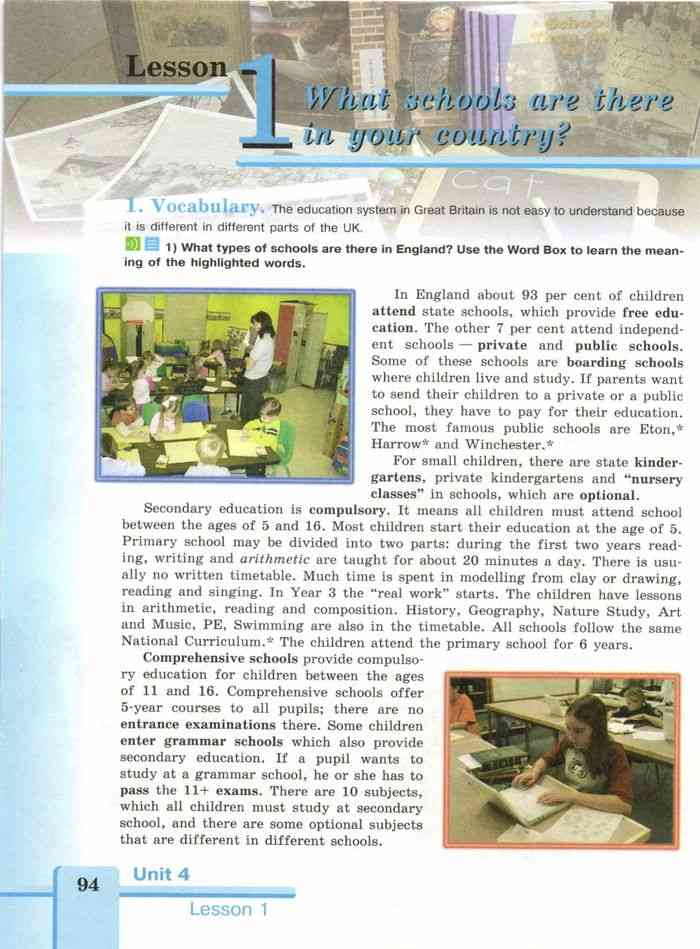 Lesson 1
What schools are there
in your country?
cat
1. Vocabulary. The education system in Great Britain is not easy to understand because
it is different in different parts of the UK.
1) What types of schools are there in England? Use the Word Box to learn the mean-
ing of the highlighted words.
In England about 93 per cent of children
attend state schools, which provide free edu-
cation. The other 7 per cent attend independ-
ent schools — private and public schools.
Some of these schools are boarding schools
where children live and study. If parents want
to send their children to a private or a public
school, they have to pay for their education.
The most famous public schools are Eton,*
Harrow* and Winchester.*
For small children, there are state kinder-
gartens, private kindergartens and “nursery
classes” in schools, which are optional.
Secondary education is compulsory. It means all children must attend school
between the ages of 5 and 16. Most children start their education at the age of 5.
Primary school may be divided into two parts: during the first two years read-
ing, writing and arithmetic are taught for about 20 minutes a day. There is usu-
ally no written timetable. Much time is spent in modelling from clay or drawing,
reading and singing. In Year 3 the “real work” starts. The children have lessons
in arithmetic, reading and composition. History, Geography, Nature Study, Art
and Music, PE, Swimming are also in the timetable. All schools follow the same
National Curriculum.* The children attend the primary school for 6 years.
Comprehensive schools provide compulso-
ry education for children between the ages
of 11 and 16. Comprehensive schools offer
5-year courses to all pupils; there are no
entrance examinations there. Some children
enter grammar schools which also provide
secondary education. If a pupil wants to
study at a grammar school, he or she has to
pass the 11+ exams. There are 10 subjects,
which all children must study at secondary
school, and there are some optional subjects
that are different in different schools.
94
Unit 4
Lesson 1